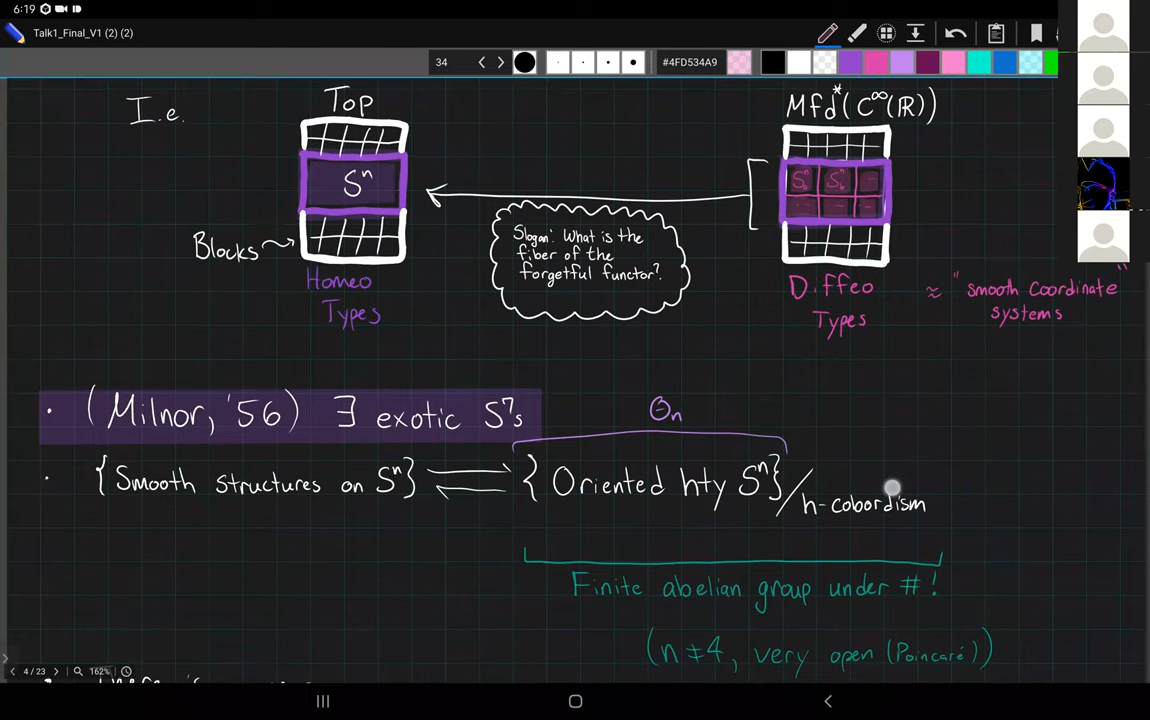 6:19
Talk1_Final_V1 (2) (2)
34
#4FD534A9
I.e.
Top
Mfd*(C^∞(ℝ))
Sⁿ
Sⁿₐ Sⁿ_b -
- - -
Slogan: What is the
fiber of the
forgetful functor?
Blocks
Homeo
Types
Diffeo
Types
≈ "smooth coordinate
systems"
• (Milnor, '56) ∃ exotic S⁷s
Θn
• {Smooth structures on Sⁿ} ⇌ {Oriented hty Sⁿ}/h-cobordism
Finite abelian group under #!
(n≠4, very open (Poincaré))
4/23
162%